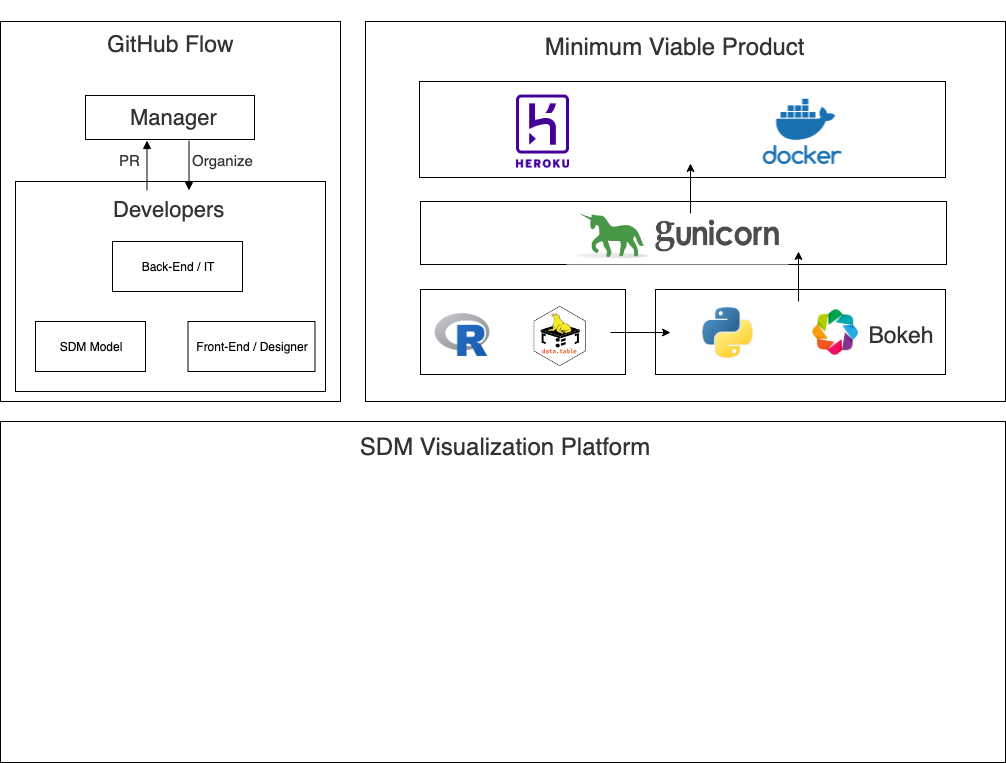 GitHub Flow
Manager
PR
Organize
Developers
Back-End / IT
SDM Model
Front-End / Designer
Minimum Viable Product
HEROKU
docker
gunicorn
R
data.table
Bokeh
SDM Visualization Platform